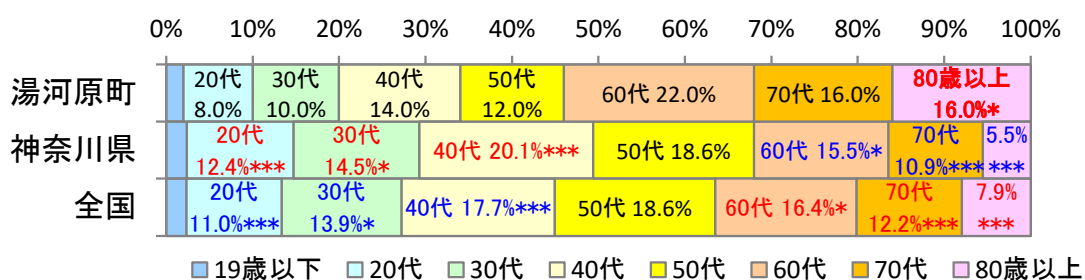 0% 10% 20% 30% 40% 50% 60% 70% 80% 90% 100%
湯河原町
20代
8.0%
30代
10.0%
40代
14.0%
50代
12.0%
60代 22.0%
70代 16.0%
80歳以上
16.0%*
神奈川県
20代
12.4%***
30代
14.5%*
40代 20.1%***
50代 18.6%
60代 15.5%*
70代
10.9%***
5.5%
***
全国
20代
11.0%***
30代
13.9%*
40代 17.7%***
50代 18.6%
60代 16.4%*
70代
12.2%***
7.9%
***
19歳以下 20代 30代 40代 50代 60代 70代 80歳以上